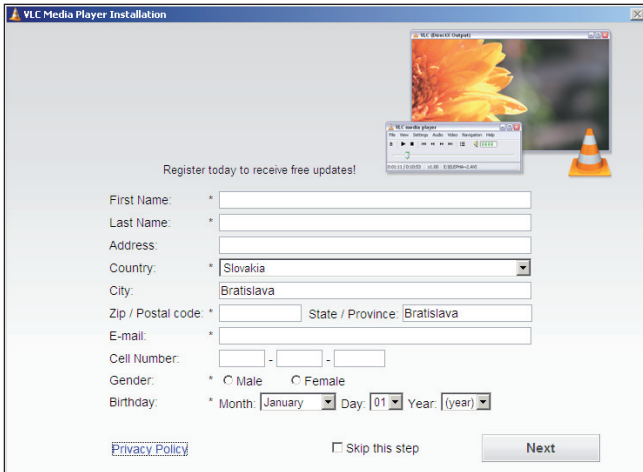 VLC Media Player Installation
VLC (DirectX Output)
VLC media player
File View Settings Audio Video Navigation Help
Register today to receive free updates!
First Name: *
Last Name: *
Address:
Country: * Slovakia
City: Bratislava
Zip / Postal code: * State / Province: Bratislava
E-mail: *
Cell Number: - -
Gender: * Male Female
Birthday: * Month: January Day: 01 Year: (year)
Privacy Policy Skip this step Next